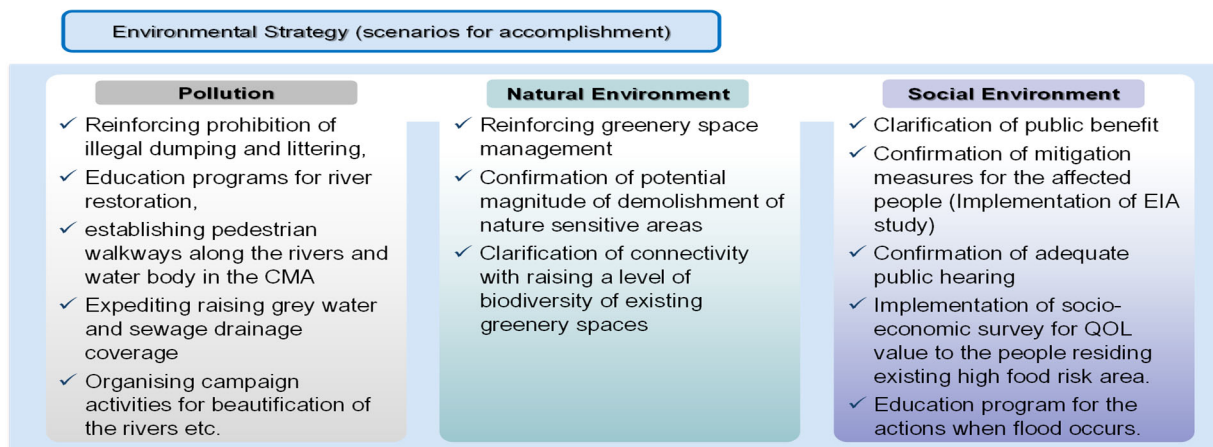 Environmental Strategy (scenarios for accomplishment)
Pollution
Reinforcing prohibition of
illegal dumping and littering,
Education programs for river
restoration,
establishing pedestrian
walkways along the rivers and
water body in the CMA
Expediting raising grey water
and sewage drainage
coverage
Organising campaign
activities for beautification of
the rivers etc.
Natural Environment
Reinforcing greenery space
management
Confirmation of potential
magnitude of demolishment of
nature sensitive areas
Clarification of connectivity
with raising a level of
biodiversity of existing
greenery spaces
Social Environment
Clarification of public benefit
Confirmation of mitigation
measures for the affected
people (Implementation of EIA
study)
Confirmation of adequate
public hearing
Implementation of socio-
economic survey for QOL
value to the people residing
existing high food risk area.
Education program for the
actions when flood occurs.